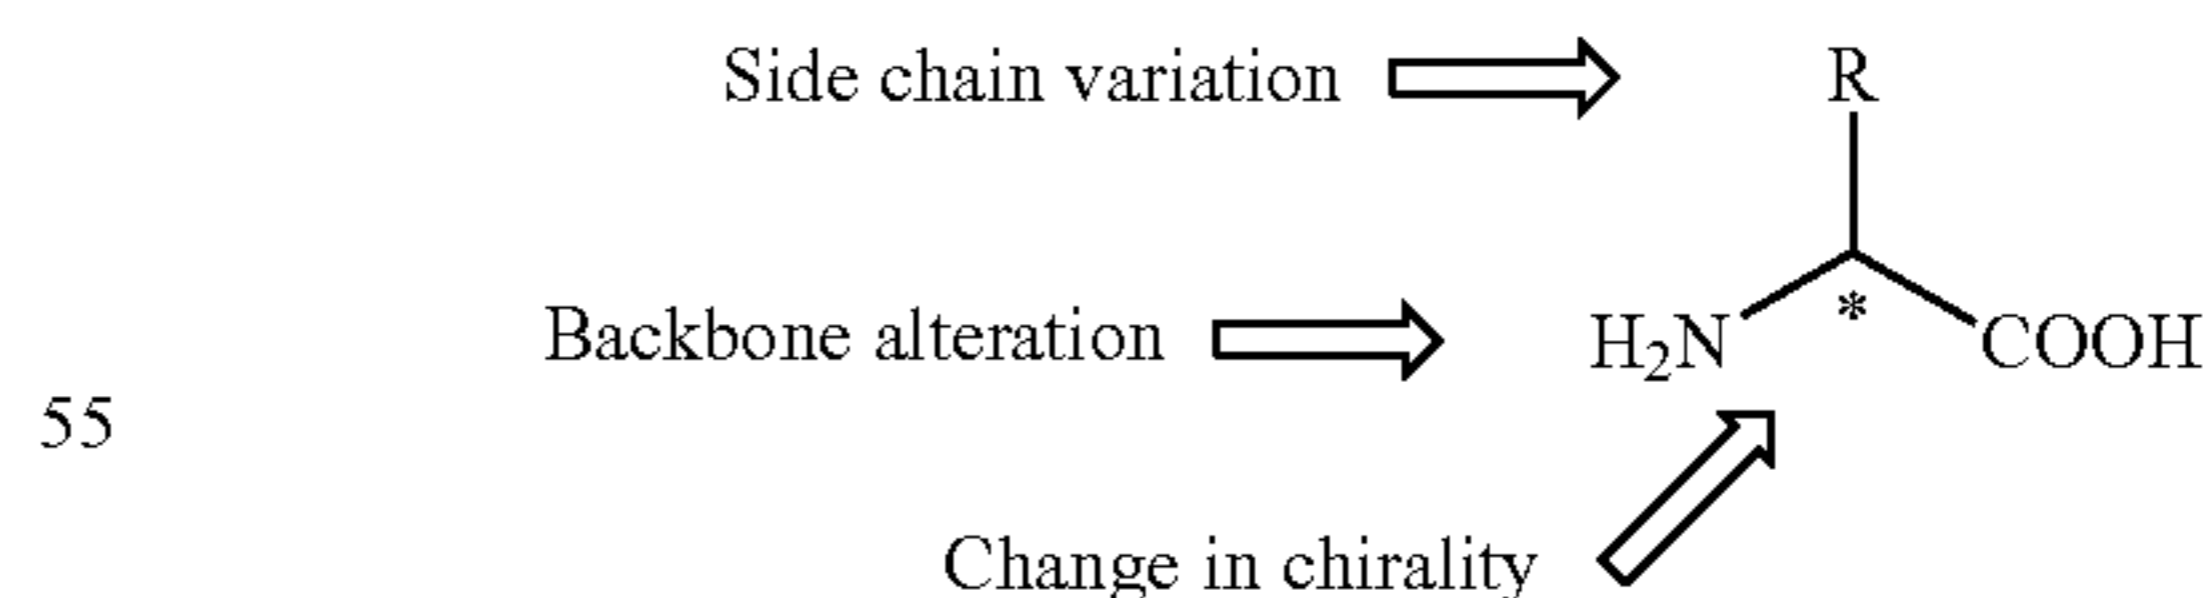 Side chain variation R
Backbone alteration H₂N * COOH
55
Change in chirality